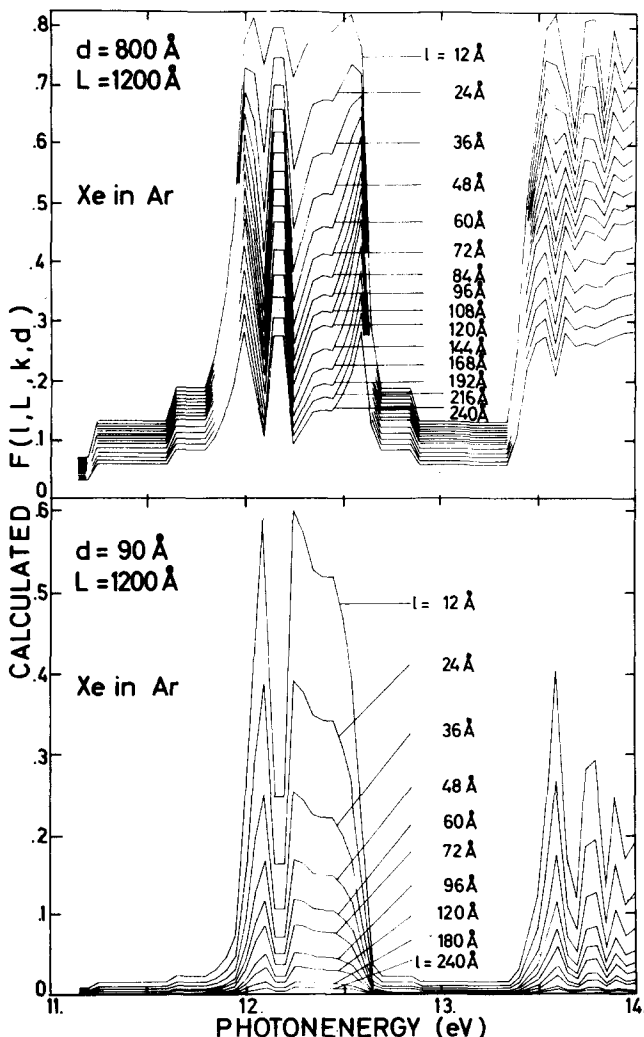 .8
.7
.6
.5
.4
.3
.2
.1
0
d = 800 Å
L = 1200 Å
Xe in Ar
l = 12 Å
24 Å
36 Å
48 Å
60 Å
72 Å
84 Å
96 Å
108 Å
120 Å
144 Å
168 Å
192 Å
216 Å
240 Å
CALCULATED F(l,L,k,d)
.6
.5
.4
.3
.2
.1
0
d = 90 Å
L = 1200 Å
Xe in Ar
l = 12 Å
24 Å
36 Å
48 Å
60 Å
72 Å
96 Å
120 Å
180 Å
l = 240 Å
11. 12. 13. 14
PHOTONENERGY (eV)